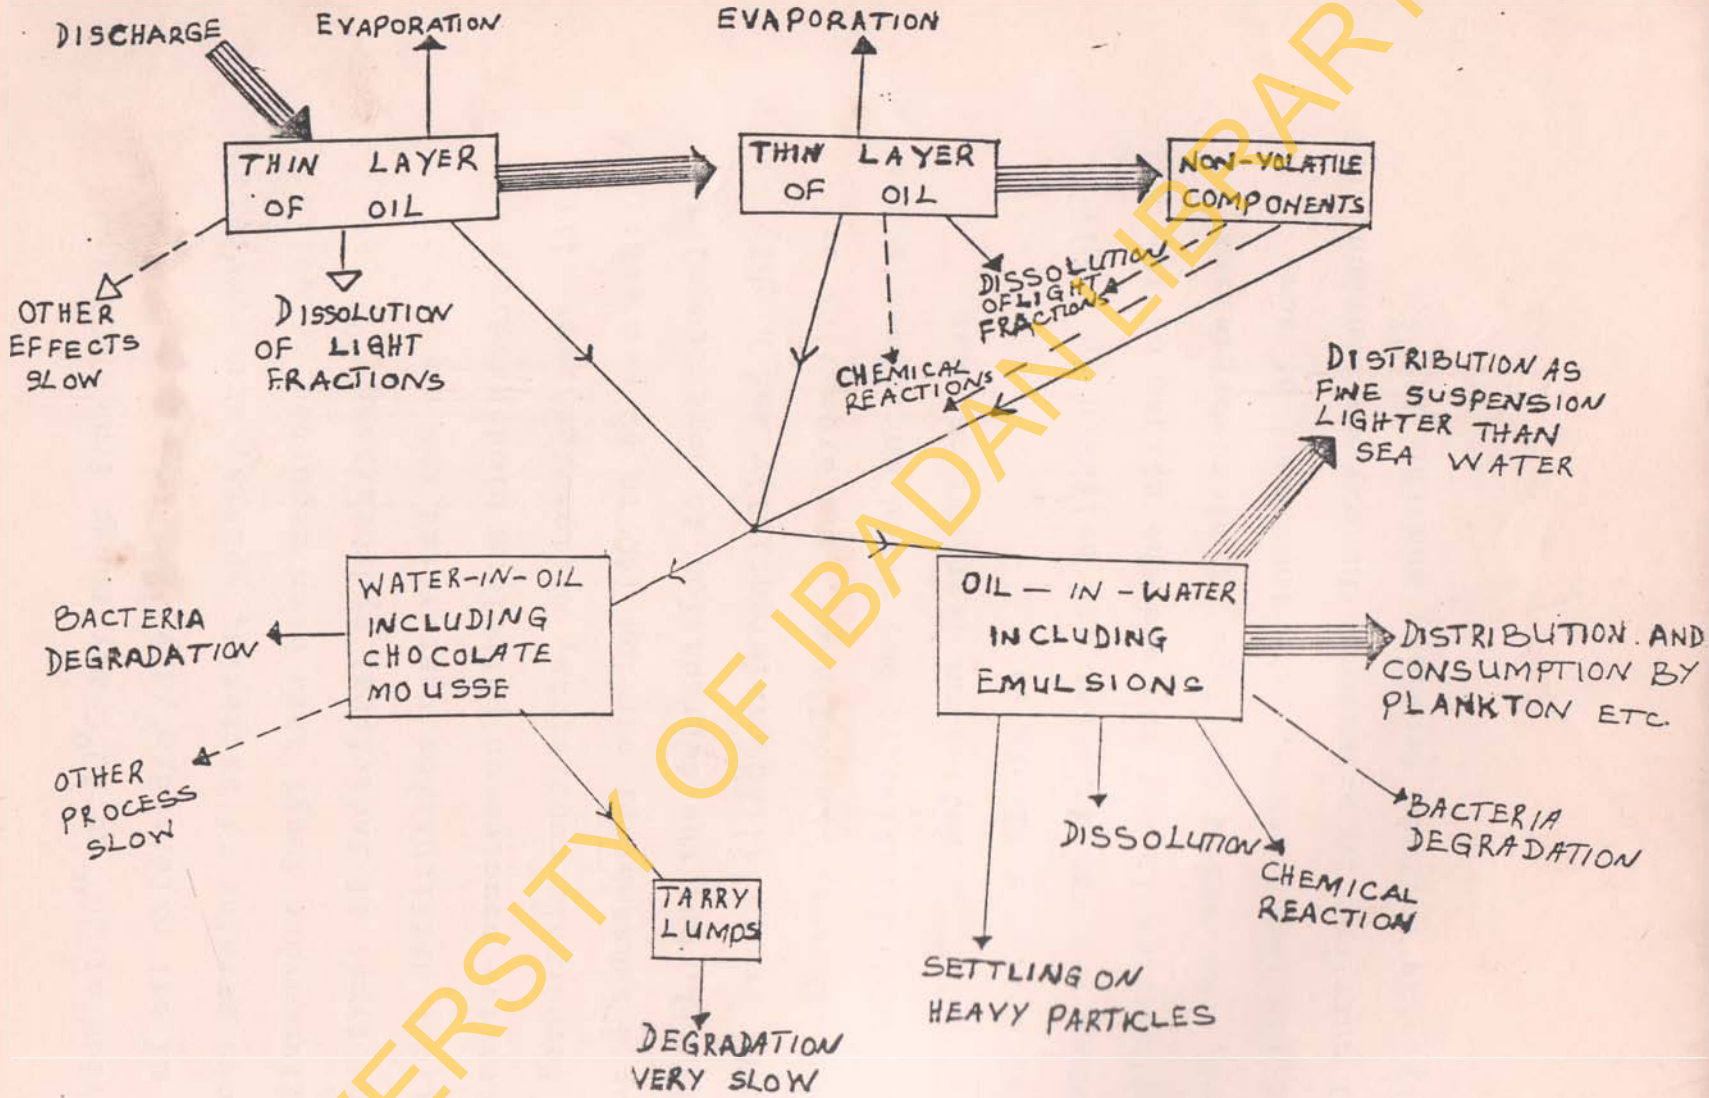 DISCHARGE
EVAPORATION
EVAPORATION
THIN LAYER
OF OIL
THIN LAYER
OF OIL
NON-VOLATILE
COMPONENTS
OTHER
EFFECTS
SLOW
DISSOLUTION
OF LIGHT
FRACTIONS
DISSOLUTION
OF LIGHT
FRACTIONS
CHEMICAL
REACTIONS
DISTRIBUTION AS
FINE SUSPENSION
LIGHTER THAN
SEA WATER
WATER-IN-OIL
INCLUDING
CHOCOLATE
MOUSSE
OIL - IN - WATER
INCLUDING
EMULSIONS
BACTERIA
DEGRADATION
DISTRIBUTION. AND
CONSUMPTION BY
PLANKTON ETC.
OTHER
PROCESS
SLOW
BACTERIA
DEGRADATION
DISSOLUTION
CHEMICAL
REACTION
TARRY
LUMPS
SETTLING ON
HEAVY PARTICLES
DEGRADATION
VERY SLOW
VERSITY OF IBADAN LIBRARY